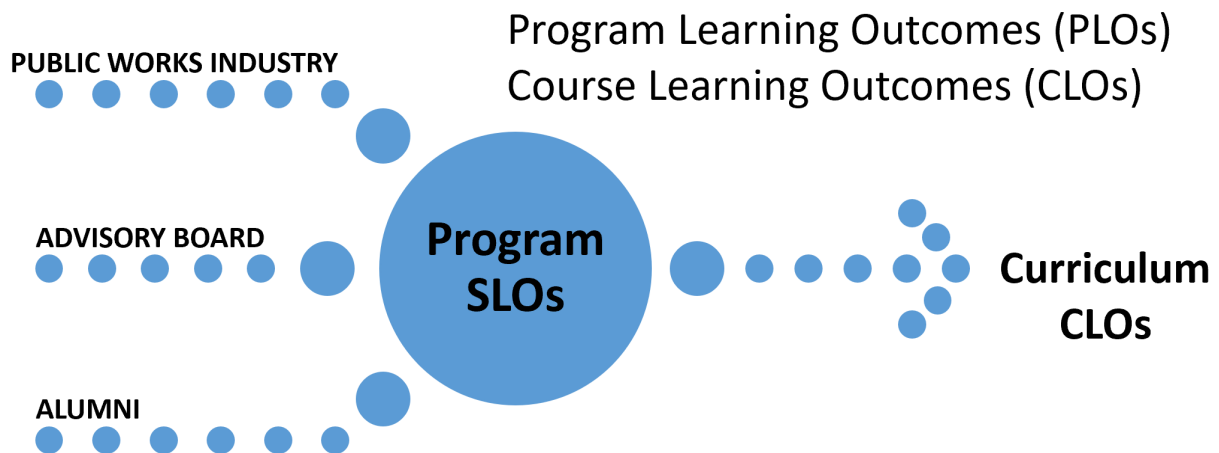 Program Learning Outcomes (PLOs)
Course Learning Outcomes (CLOs)
PUBLIC WORKS INDUSTRY
ADVISORY BOARD
ALUMNI
Program
SLOs
Curriculum
CLOs